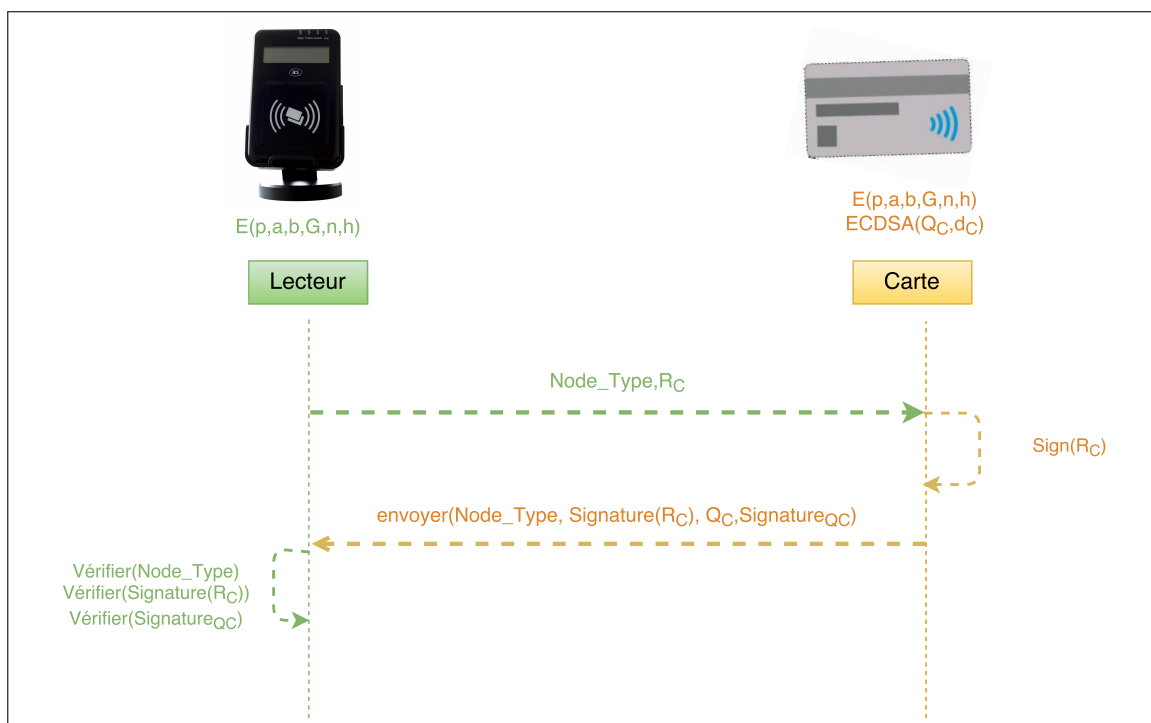 E(p,a,b,G,n,h)
E(p,a,b,G,n,h)
ECDSA(QC,dC)
Lecteur
Carte
Node_Type,RC
Sign(RC)
envoyer(Node_Type, Signature(RC), QC,SignatureQC)
Vérifier(Node_Type)
Vérifier(Signature(RC))
Vérifier(SignatureQC)